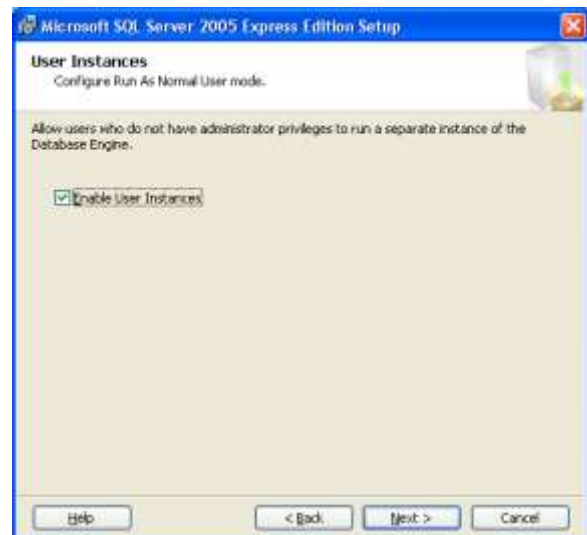 Microsoft SQL Server 2005 Express Edition Setup
User Instances
Configure Run As Normal User mode.
Allow users who do not have administrator privileges to run a separate instance of the
Database Engine.
Enable User Instances
Help
< Back
Next >
Cancel